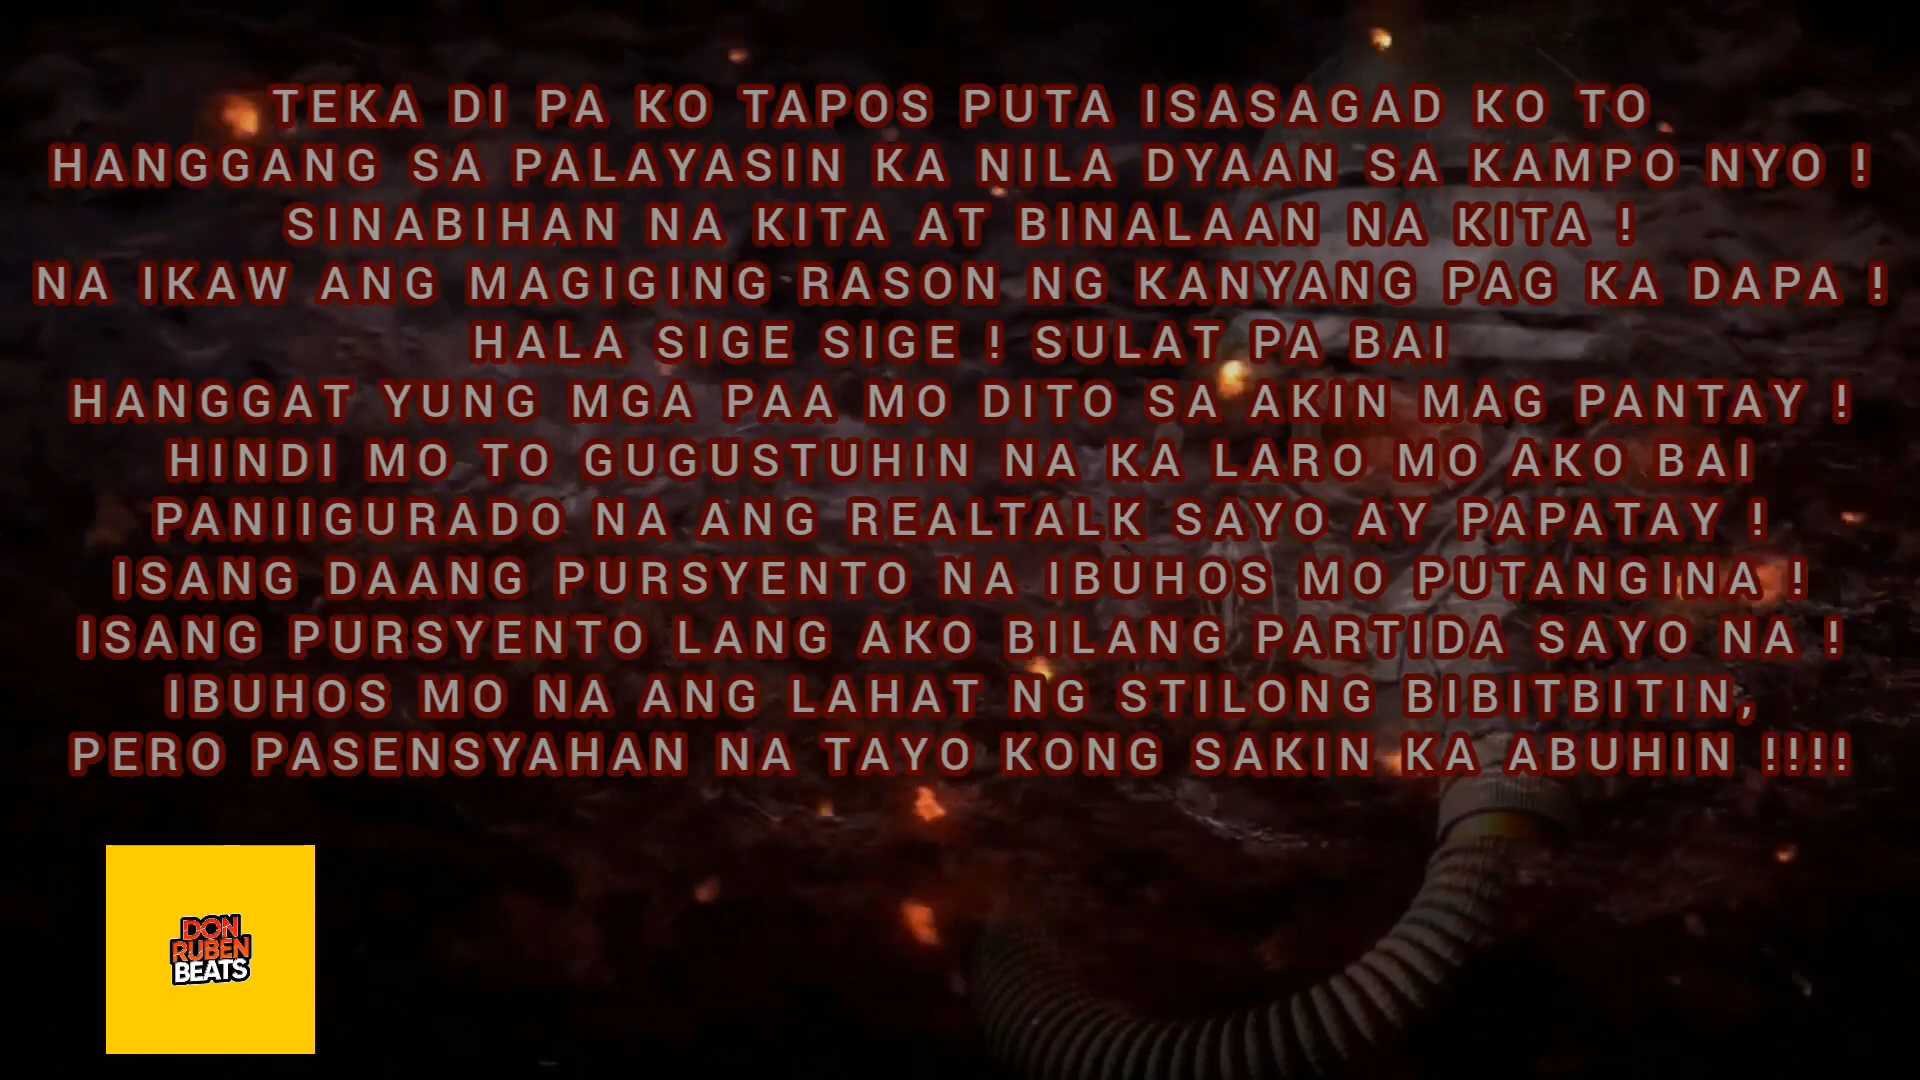 TEKA DI PA KO TAPOS PUTA ISASAGAD KO TO
HANGGANG SA PALAYASIN KA NILA DYAAN SA KAMPO NYO !
SINABIHAN NA KITA AT BINALAAN NA KITA !
NA IKAW ANG MAGIGING RASON NG KANYANG PAG KA DAPA !
HALA SIGE SIGE ! SULAT PA BAI
HANGGAT YUNG MGA PAA MO DITO SA AKIN MAG PANTAY !
HINDI MO TO GUGUSTUHIN NA KA LARO MO AKO BAI
PANIIGURADO NA ANG REALTALK SAYO AY PAPATAY !
ISANG DAANG PURSYENTO NA IBUHOS MO PUTANGINA !
ISANG PURSYENTO LANG AKO BILANG PARTIDA SAYO NA !
IBUHOS MO NA ANG LAHAT NG STILONG BIBITBITIN,
PERO PASENSYAHAN NA TAYO KONG SAKIN KA ABUHIN !!!!
DON
RUBEN
BEATS